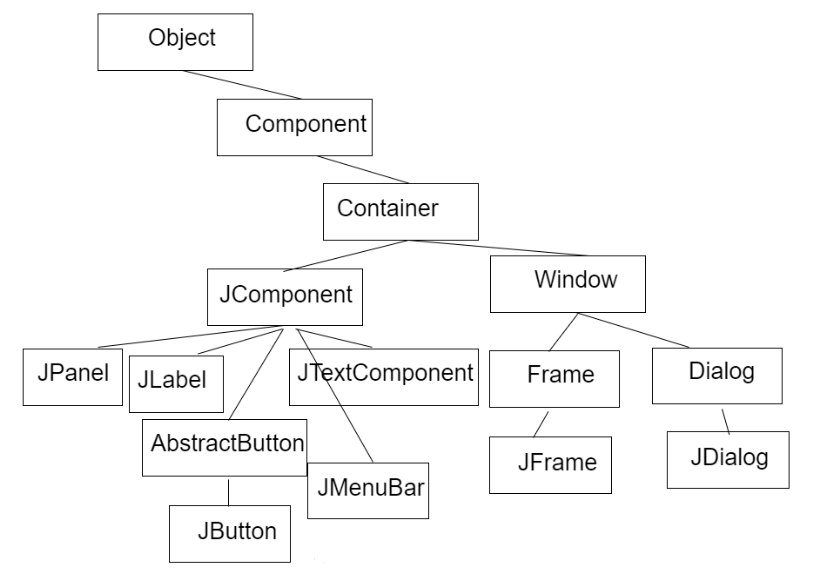 Object
Component
Container
JComponent
Window
JPanel
JLabel
JTextComponent
Frame
Dialog
AbstractButton
JMenuBar
JFrame
JDialog
JButton